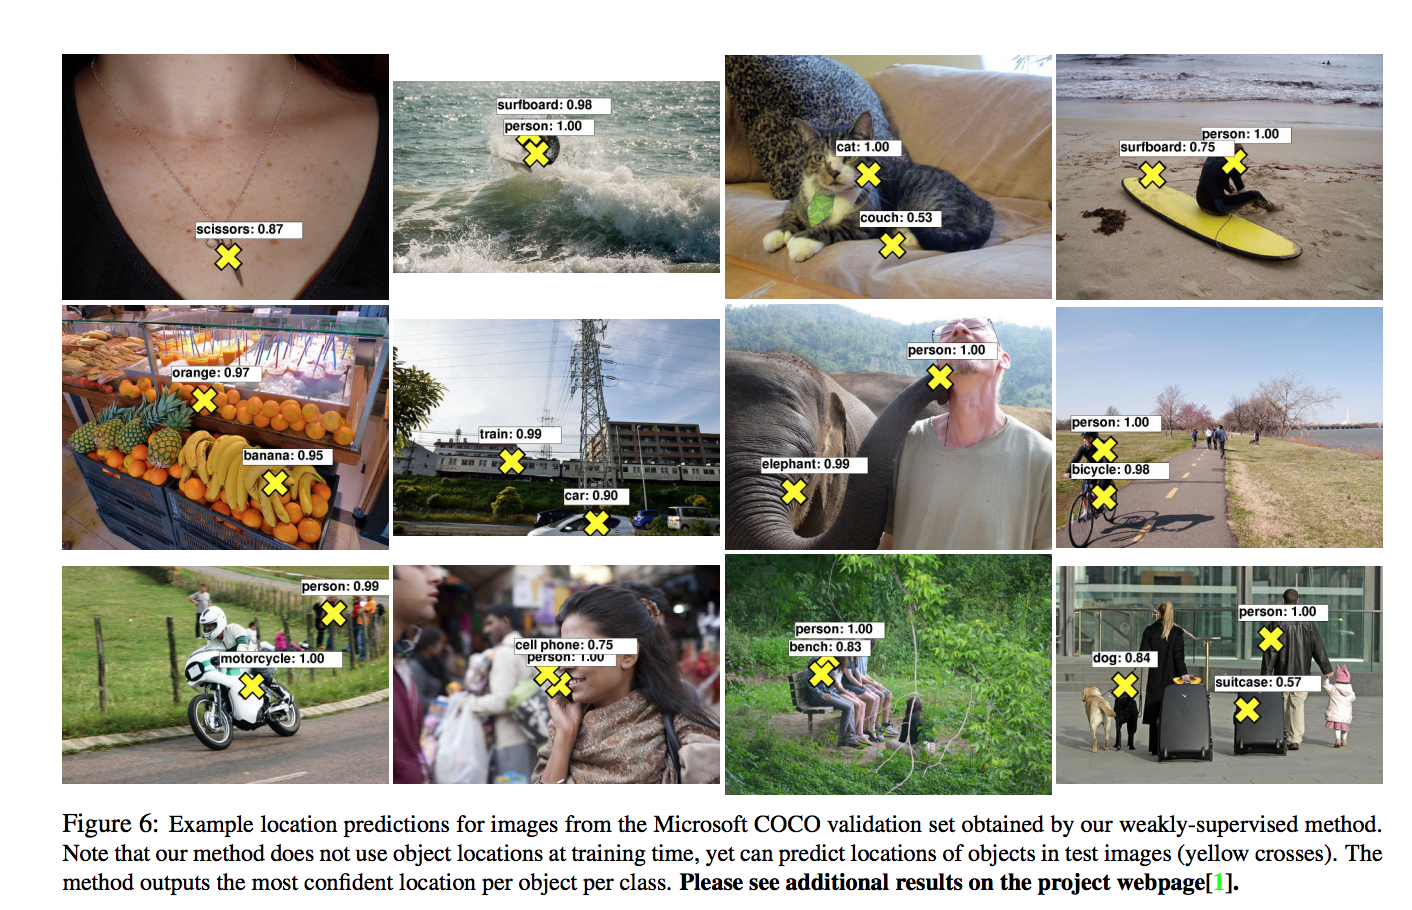 surfboard: 0.98
person: 1.00
scissors: 0.87
cat: 1.00
couch: 0.53
person: 1.00
surfboard: 0.75
orange: 0.97
banana: 0.95
train: 0.99
car: 0.90
person: 1.00
elephant: 0.99
person: 1.00
bicycle: 0.98
person: 0.99
motorcycle: 1.00
cell phone: 0.75
person: 1.00
person: 1.00
bench: 0.83
person: 1.00
dog: 0.84
suitcase: 0.57
Figure 6: Example location predictions for images from the Microsoft COCO validation set obtained by our weakly-supervised method.
Note that our method does not use object locations at training time, yet can predict locations of objects in test images (yellow crosses). The
method outputs the most confident location per object per class. Please see additional results on the project webpage[1].